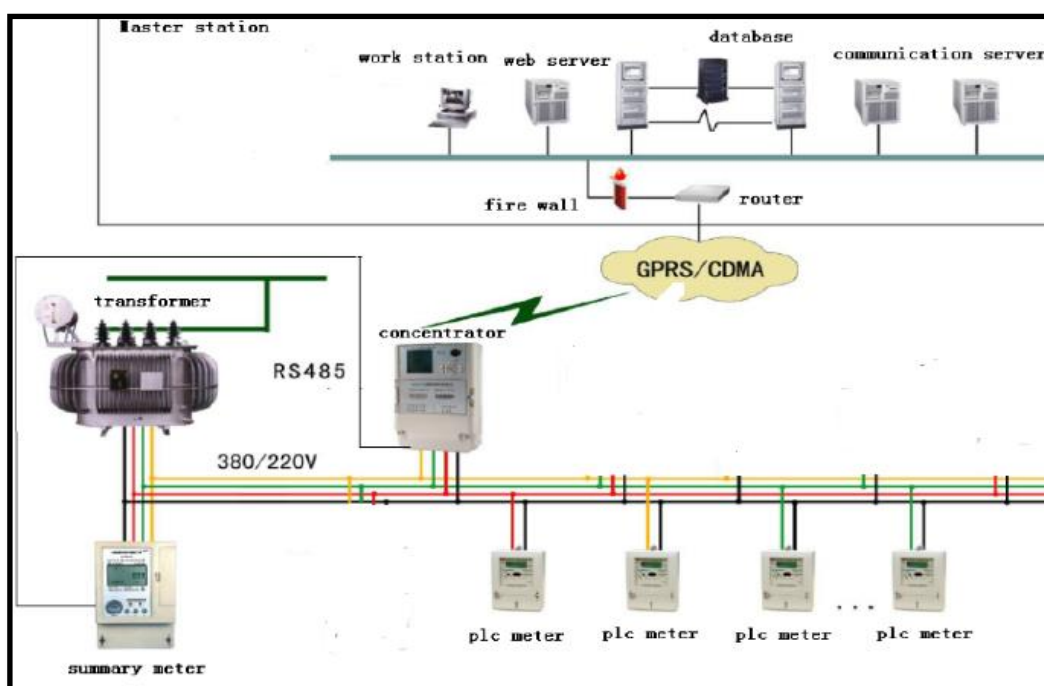 Master station
work station
web server
database
communication server
fire wall
router
GPRS/CDMA
transformer
concentrator
RS485
380/220V
plc meter
plc meter
plc meter
...
plc meter
summary meter